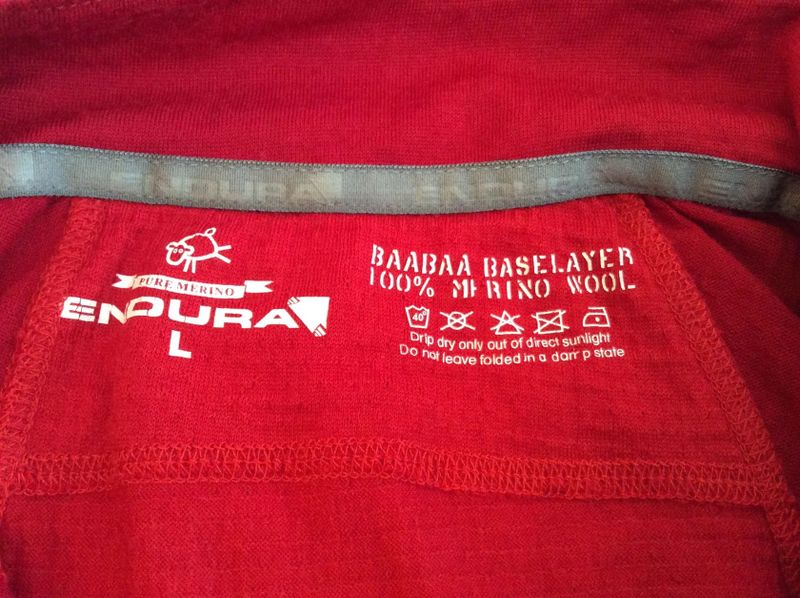 ENDURA ENDURA E
PURE MERINO
ENDURA
L
BAABAA BASELAYER
100% MERINO WOOL
40°
Drip dry only out of direct sunlight
Do not leave folded in a damp state